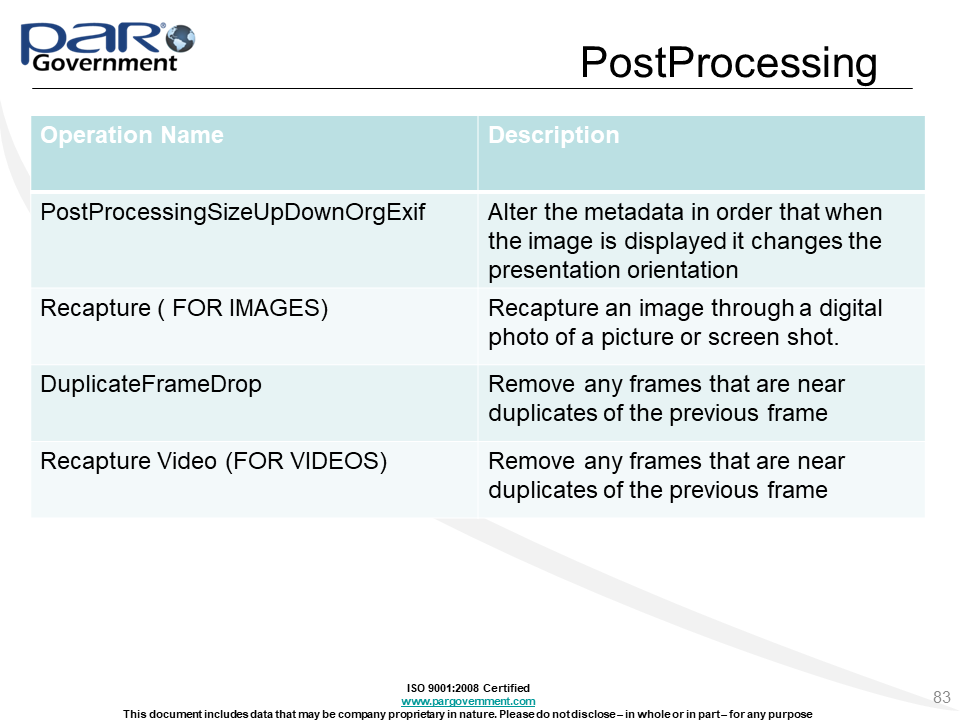 PAR®
Government
PostProcessing
Operation Name
Description
PostProcessingSizeUpDownOrgExif
Alter the metadata in order that when
the image is displayed it changes the
presentation orientation
Recapture ( FOR IMAGES)
Recapture an image through a digital
photo of a picture or screen shot.
DuplicateFrameDrop
Remove any frames that are near
duplicates of the previous frame
Recapture Video (FOR VIDEOS)
Remove any frames that are near
duplicates of the previous frame
ISO 9001:2008 Certified
www.pargovernment.com
This document includes data that may be company proprietary in nature. Please do not disclose – in whole or in part – for any purpose
83